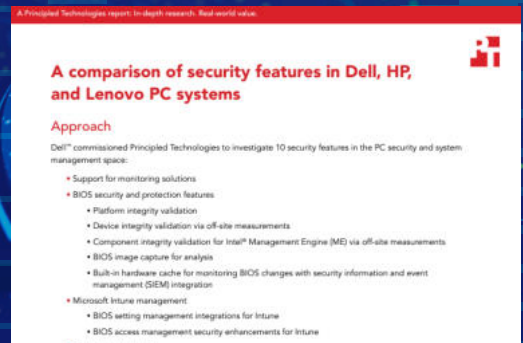 A Principled Technologies report: In-depth research. Real-world value.
PT
A comparison of security features in Dell, HP,
and Lenovo PC systems
Approach
Dell™ commissioned Principled Technologies to investigate 10 security features in the PC security and system
management space:
• Support for monitoring solutions
• BIOS security and protection features
• Platform integrity validation
• Device integrity validation via off-site measurements
• Component integrity validation for Intel® Management Engine (ME) via off-site measurements
• BIOS image capture for analysis
• Built-in hardware cache for monitoring BIOS changes with security information and event
management (SIEM) integration
• Microsoft Intune management
• BIOS setting management integrations for Intune
• BIOS access management security enhancements for Intune